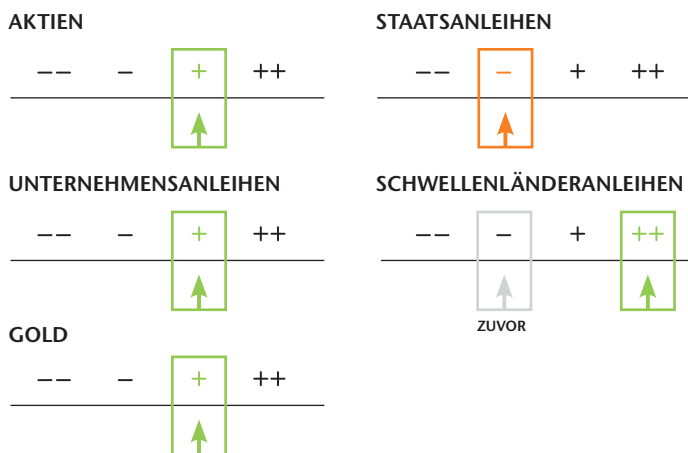 AKTIEN
−− − + ++
STAATSANLEIHEN
−− − + ++
UNTERNEHMENSANLEIHEN
−− − + ++
SCHWELLENLÄNDERANLEIHEN
−− − + ++
ZUVOR
GOLD
−− − + ++